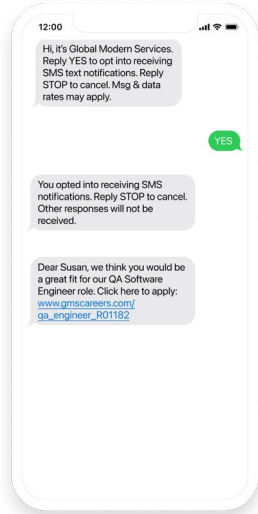 12:00
Hi, it's Global Modern Services.
Reply YES to opt into receiving
SMS text notifications. Reply
STOP to cancel. Msg & data
rates may apply.
YES
You opted into receiving SMS
notifications. Reply STOP to cancel.
Other responses will not be
received.
Dear Susan, we think you would be
a great fit for our QA Software
Engineer role. Click here to apply:
www.gmscareers.com/
qa_engineer_R01182